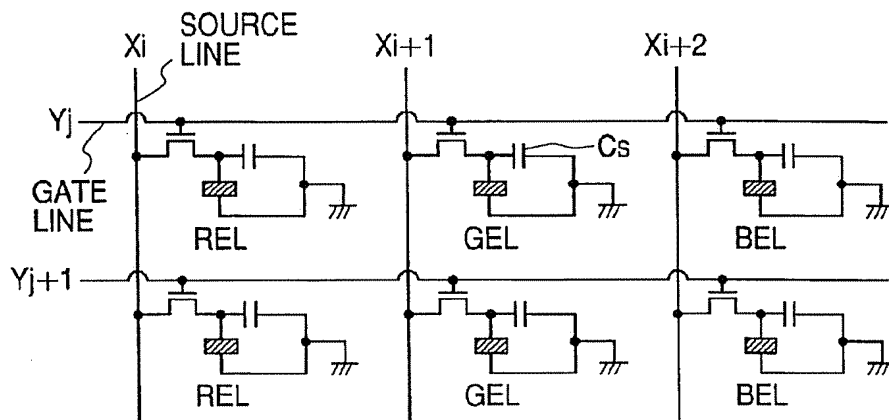 SOURCE
LINE
Xi
Xi+1
Xi+2
Yj
Cs
GATE
LINE
REL
GEL
BEL
Yj+1
REL
GEL
BEL